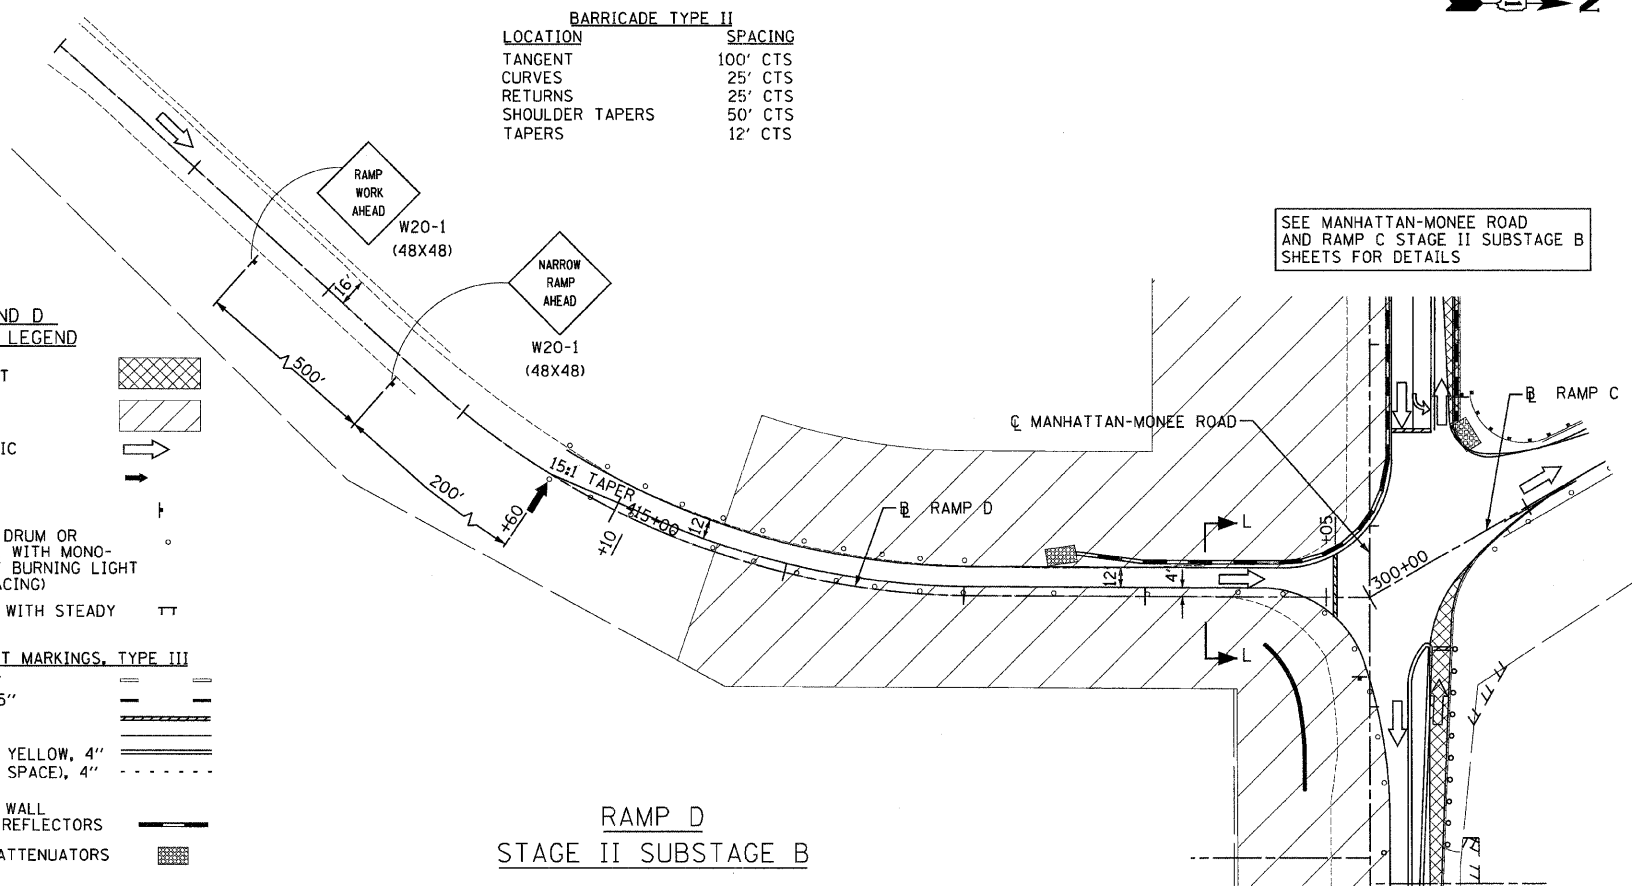 BARRICADE TYPE II
LOCATION SPACING
TANGENT 100' CTS
CURVES 25' CTS
RETURNS 25' CTS
SHOULDER TAPERS 50' CTS
TAPERS 12' CTS
N
RAMP
WORK
AHEAD
W20-1
(48X48)
NARROW
RAMP
AHEAD
W20-1
(48X48)
SEE MANHATTAN-MONEE ROAD
AND RAMP C STAGE II SUBSTAGE B
SHEETS FOR DETAILS
16'
500'
200'
+60
15:1 TAPER
415+00
+10
12'
℄ MANHATTAN-MONEE ROAD
RAMP C
RAMP D
L
+05
12'
4'
300+00
L
ND D
LEGEND
T
IC
DRUM OR
WITH MONO-
BURNING LIGHT
ACING)
WITH STEADY
T MARKINGS, TYPE III
5"
YELLOW, 4"
SPACE), 4"
WALL
REFLECTORS
ATTENUATORS
RAMP D
STAGE II SUBSTAGE B